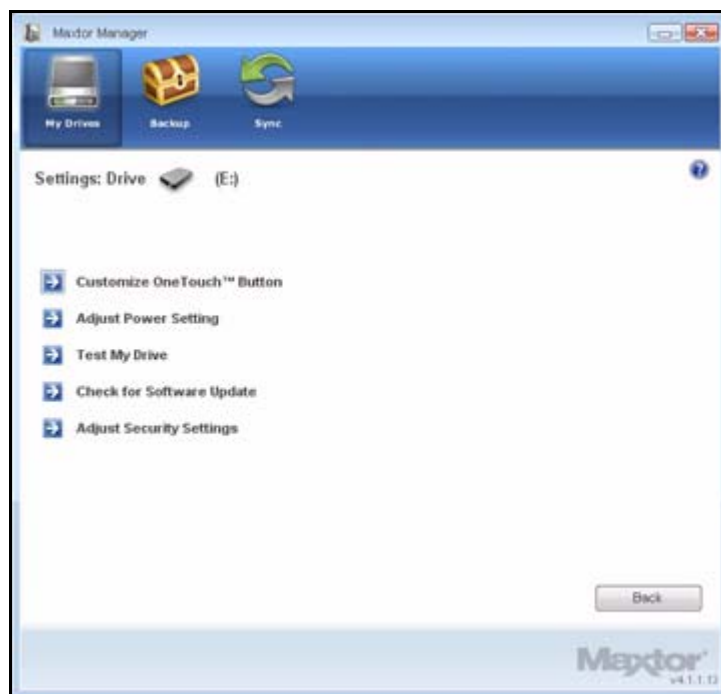 Maxtor Manager
My Drives Backup Sync
Settings: Drive (E:)
Customize OneTouch™ Button
Adjust Power Setting
Test My Drive
Check for Software Update
Adjust Security Settings
Back
Maxtor